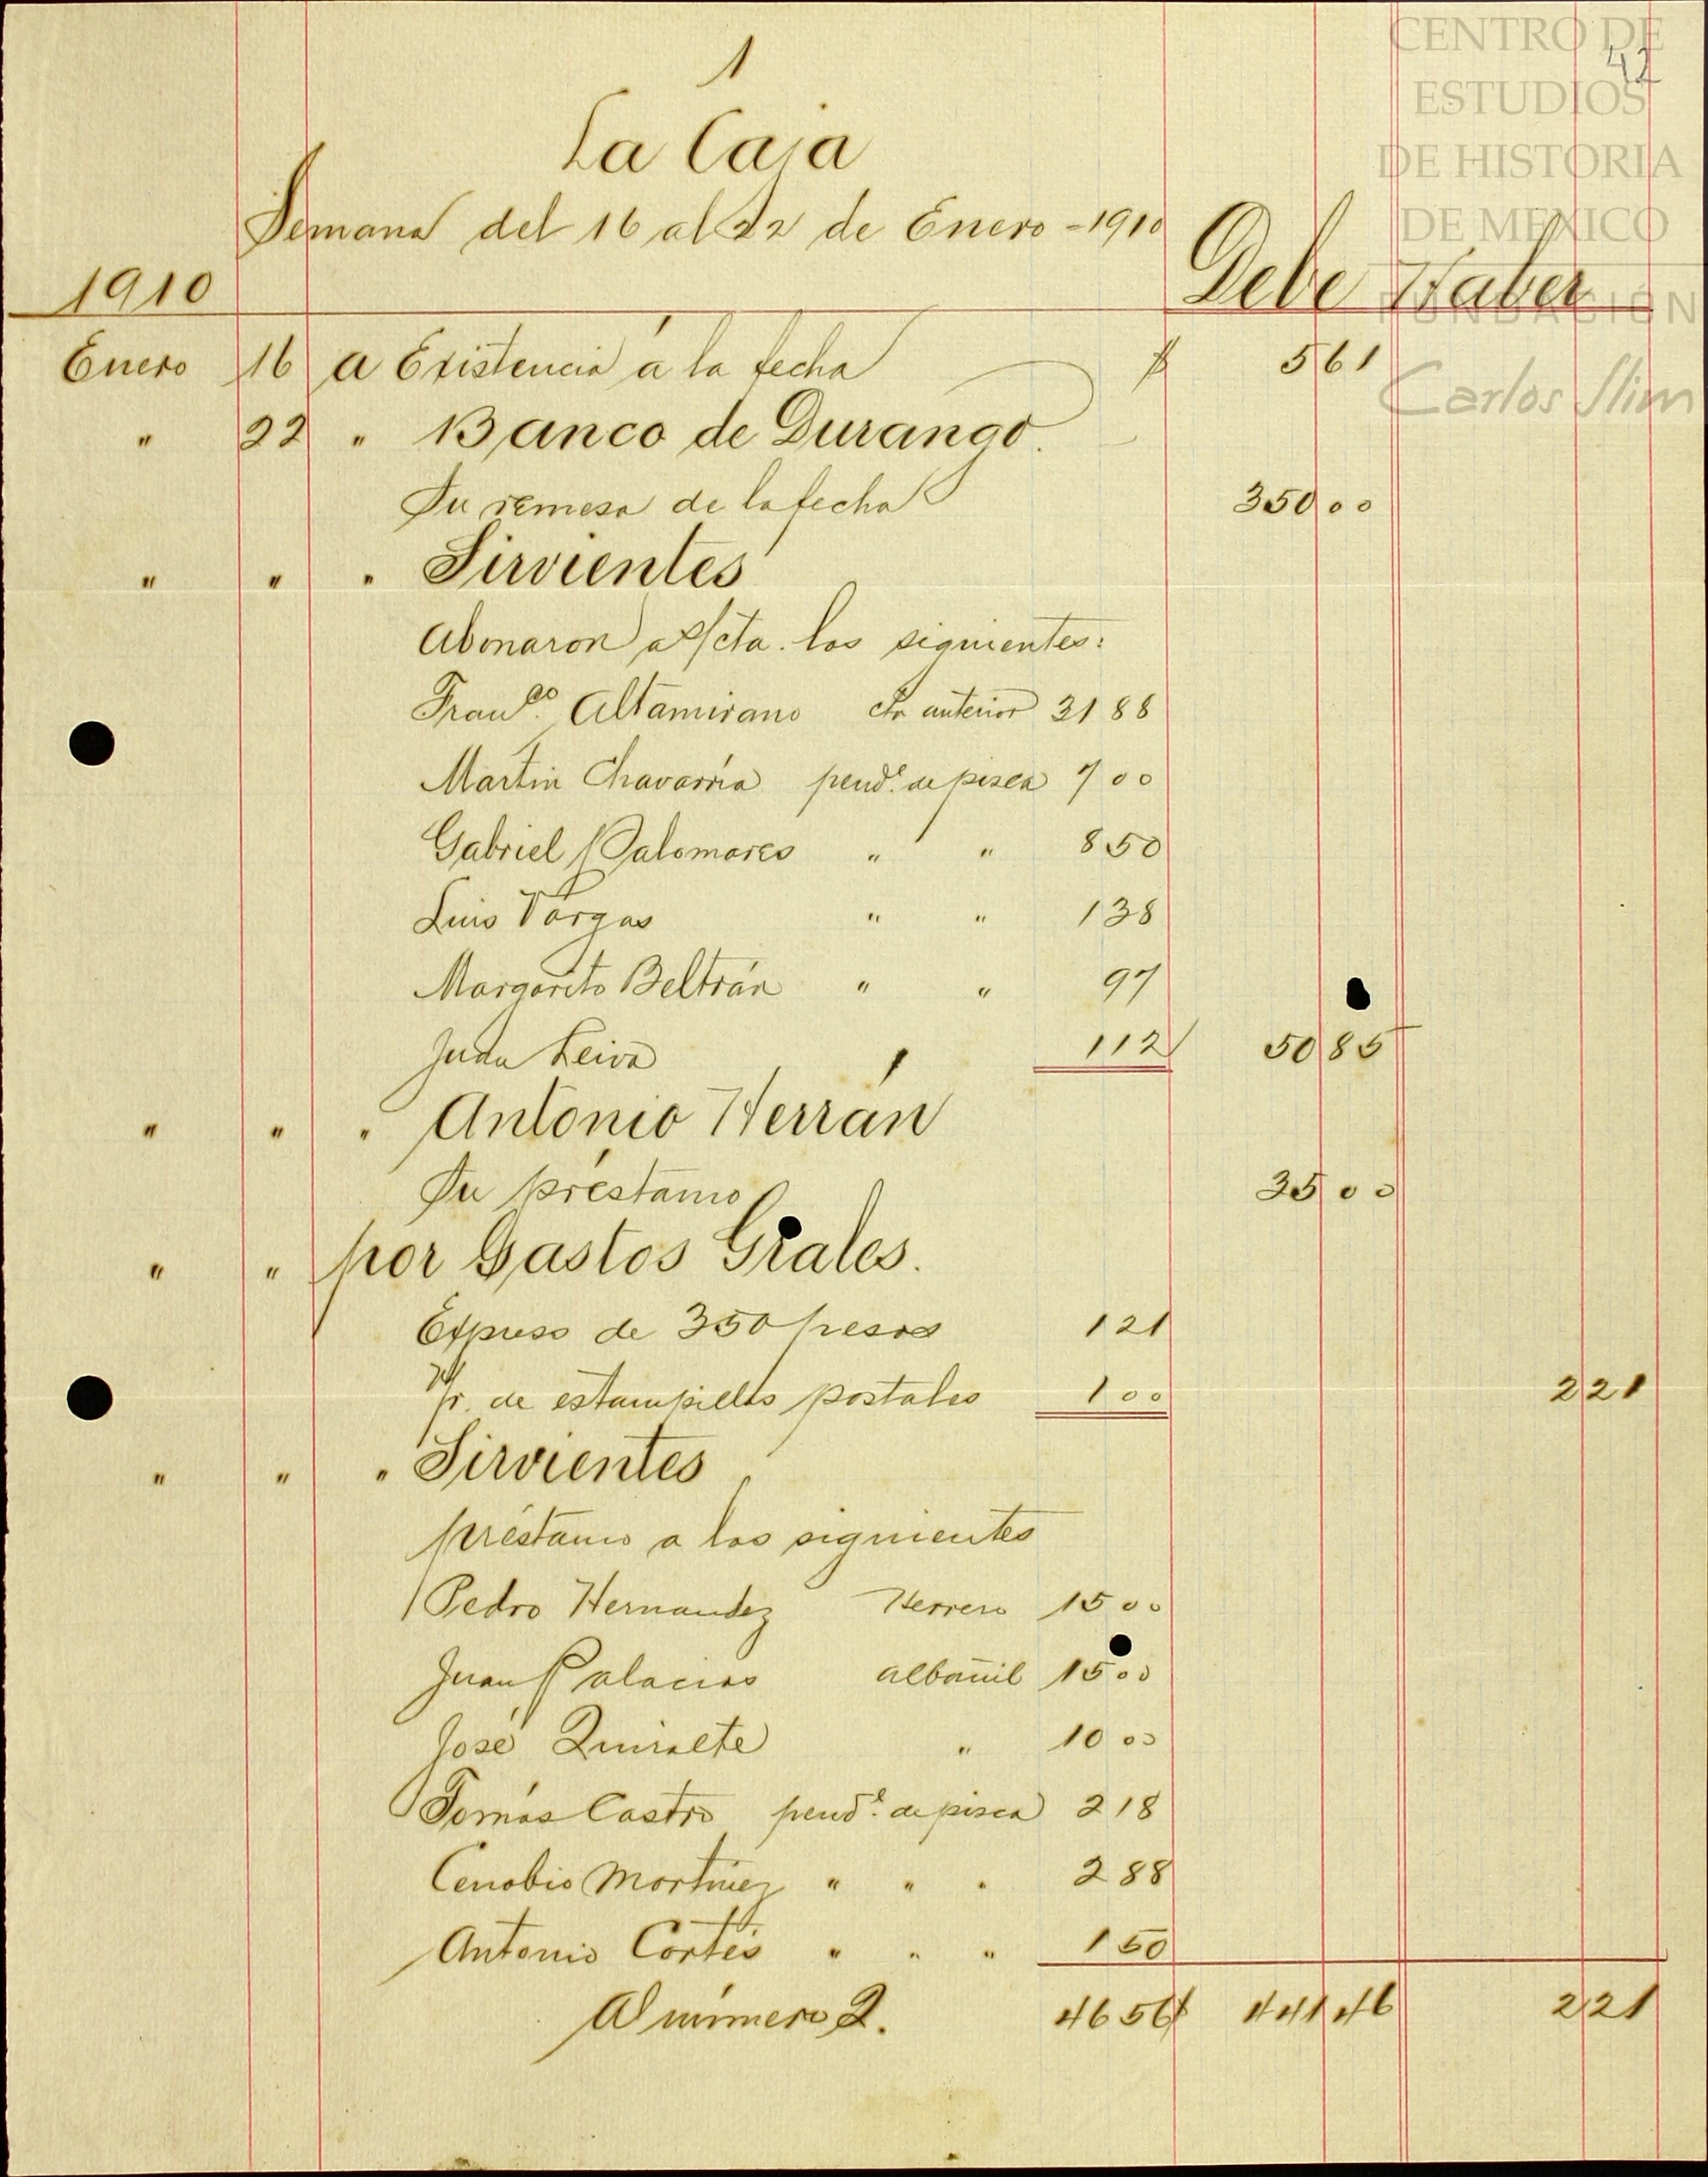 CENTRO DE
ESTUDIOS
DE HISTORIA
DE MEXICO
FUNDACIÓN
Carlos Slim
42
1
La Caja
Semana del 16 al 22 de Enero - 1910
1910 Debe Haber
Enero 16 a Existencia á la fecha $ 5 61
" 22 " Banco de Durango.
Su remesa de la fecha 350 00
" " " Sirvientes
Abonaron a s/cta. los siguientes:
Franco. Altamirano cta anterior 31 88
Martin Chavarría pende. de pisca 7 00
Gabriel Palomares " " 8 50
Luis Vargas " " 1 38
Margarito Beltrán " " 97
Juan Leiva 1 12 50 85
" " " Antonio Herrán
Su préstamo 35 00
" " por Gastos Grales.
Expreso de 350 pesos 1 21
Vr. de estampillas postales 1 00 2 21
" " " Sirvientes
préstamo a los siguientes
Pedro Hernandez Herrero 15 00
Juan Palacios albañil 15 00
José Quiralte " 10 00
Tomás Castro pende. de pisca 2 18
Cenobio Martínez " " " 2 88
Antonio Cortés " " " 1 50
Al número 2. 46 56 $ 441 46 2 21